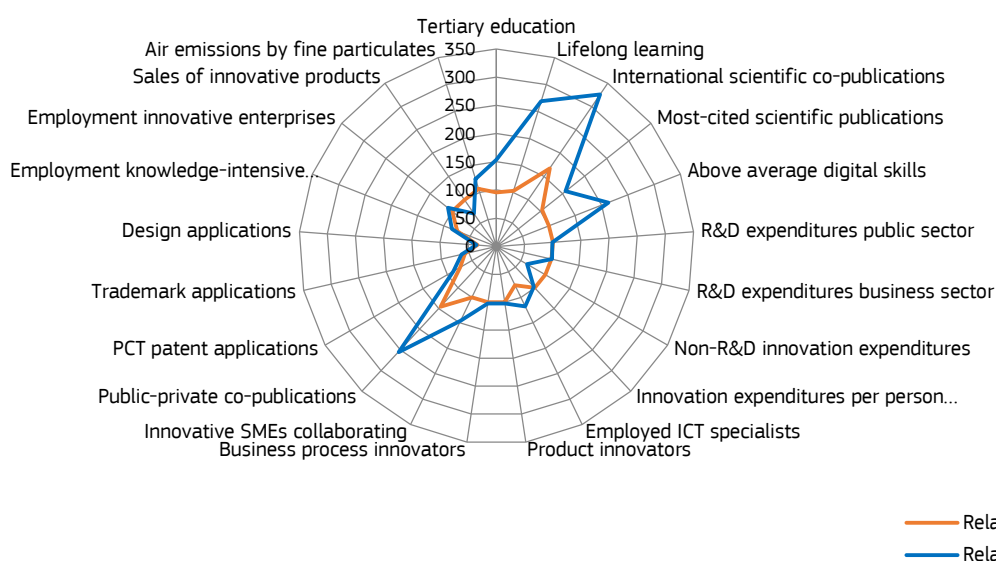 Tertiary education
Lifelong learning
International scientific co-publications
Most-cited scientific publications
Above average digital skills
R&D expenditures public sector
R&D expenditures business sector
Non-R&D innovation expenditures
Innovation expenditures per person...
Employed ICT specialists
Product innovators
Business process innovators
Innovative SMEs collaborating
Public-private co-publications
PCT patent applications
Trademark applications
Design applications
Employment knowledge-intensive...
Employment innovative enterprises
Sales of innovative products
Air emissions by fine particulates
350
300
250
200
150
100
50
0
Rela
Rela